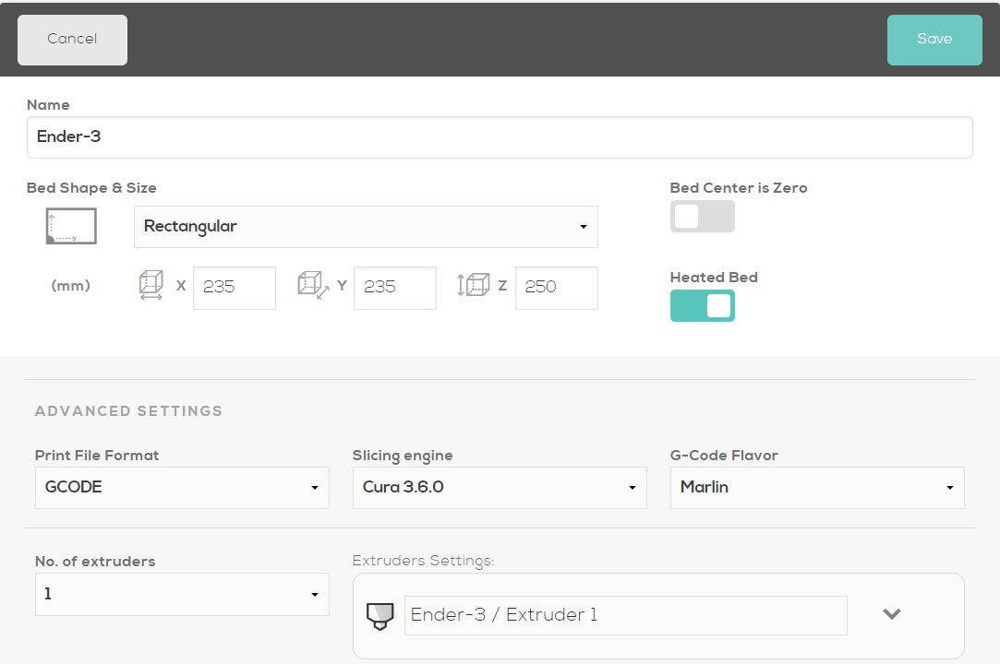 Cancel
Save
Name
Ender-3
Bed Shape & Size
Bed Center is Zero
Rectangular
Heated Bed
(mm)
X
235
Y
235
Z
250
ADVANCED SETTINGS
Print File Format
Slicing engine
G-Code Flavor
GCODE
Cura 3.6.0
Marlin
No. of extruders
Extruders Settings:
1
Ender-3 / Extruder 1